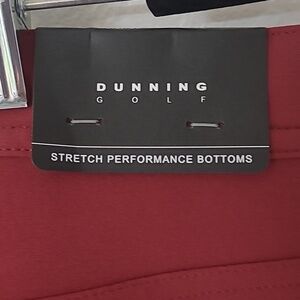 DUNNING
GOLF
STRETCH PERFORMANCE BOTTOMS